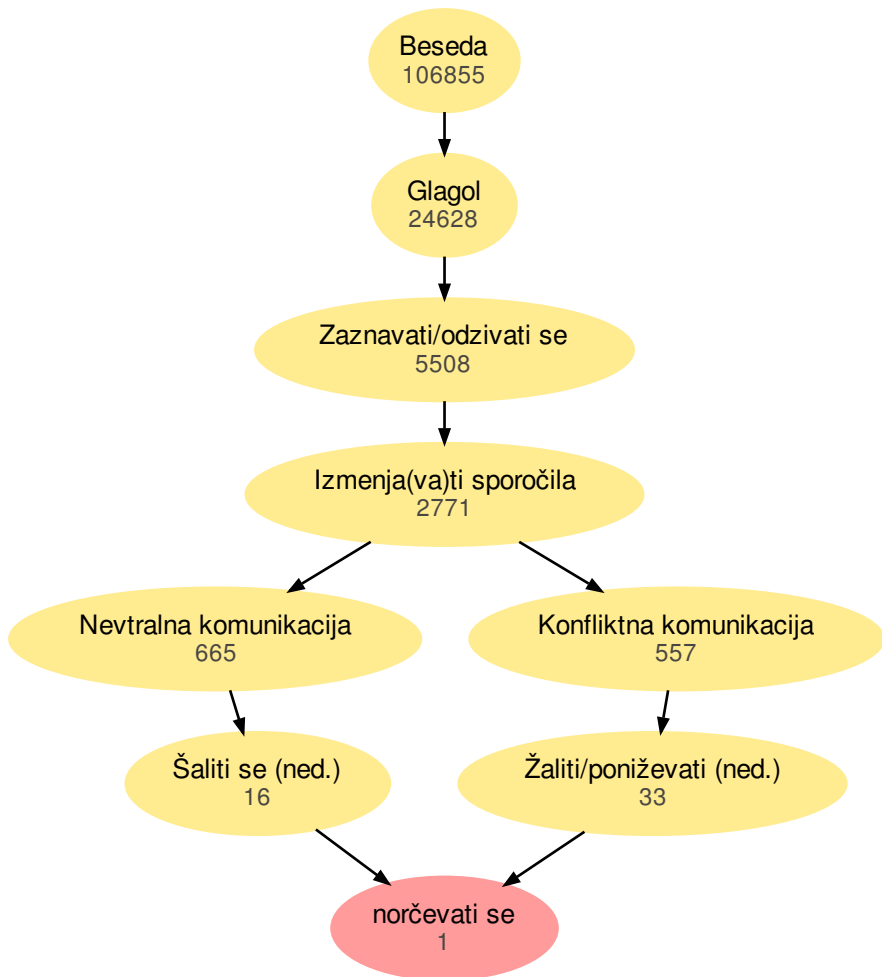 Beseda
106855
Glagol
24628
Zaznavati/odzivati se
5508
Izmenja(va)ti sporočila
2771
Nevtralna komunikacija
665
Konfliktna komunikacija
557
Šaliti se (ned.)
16
Žaliti/poniževati (ned.)
33
norčevati se
1